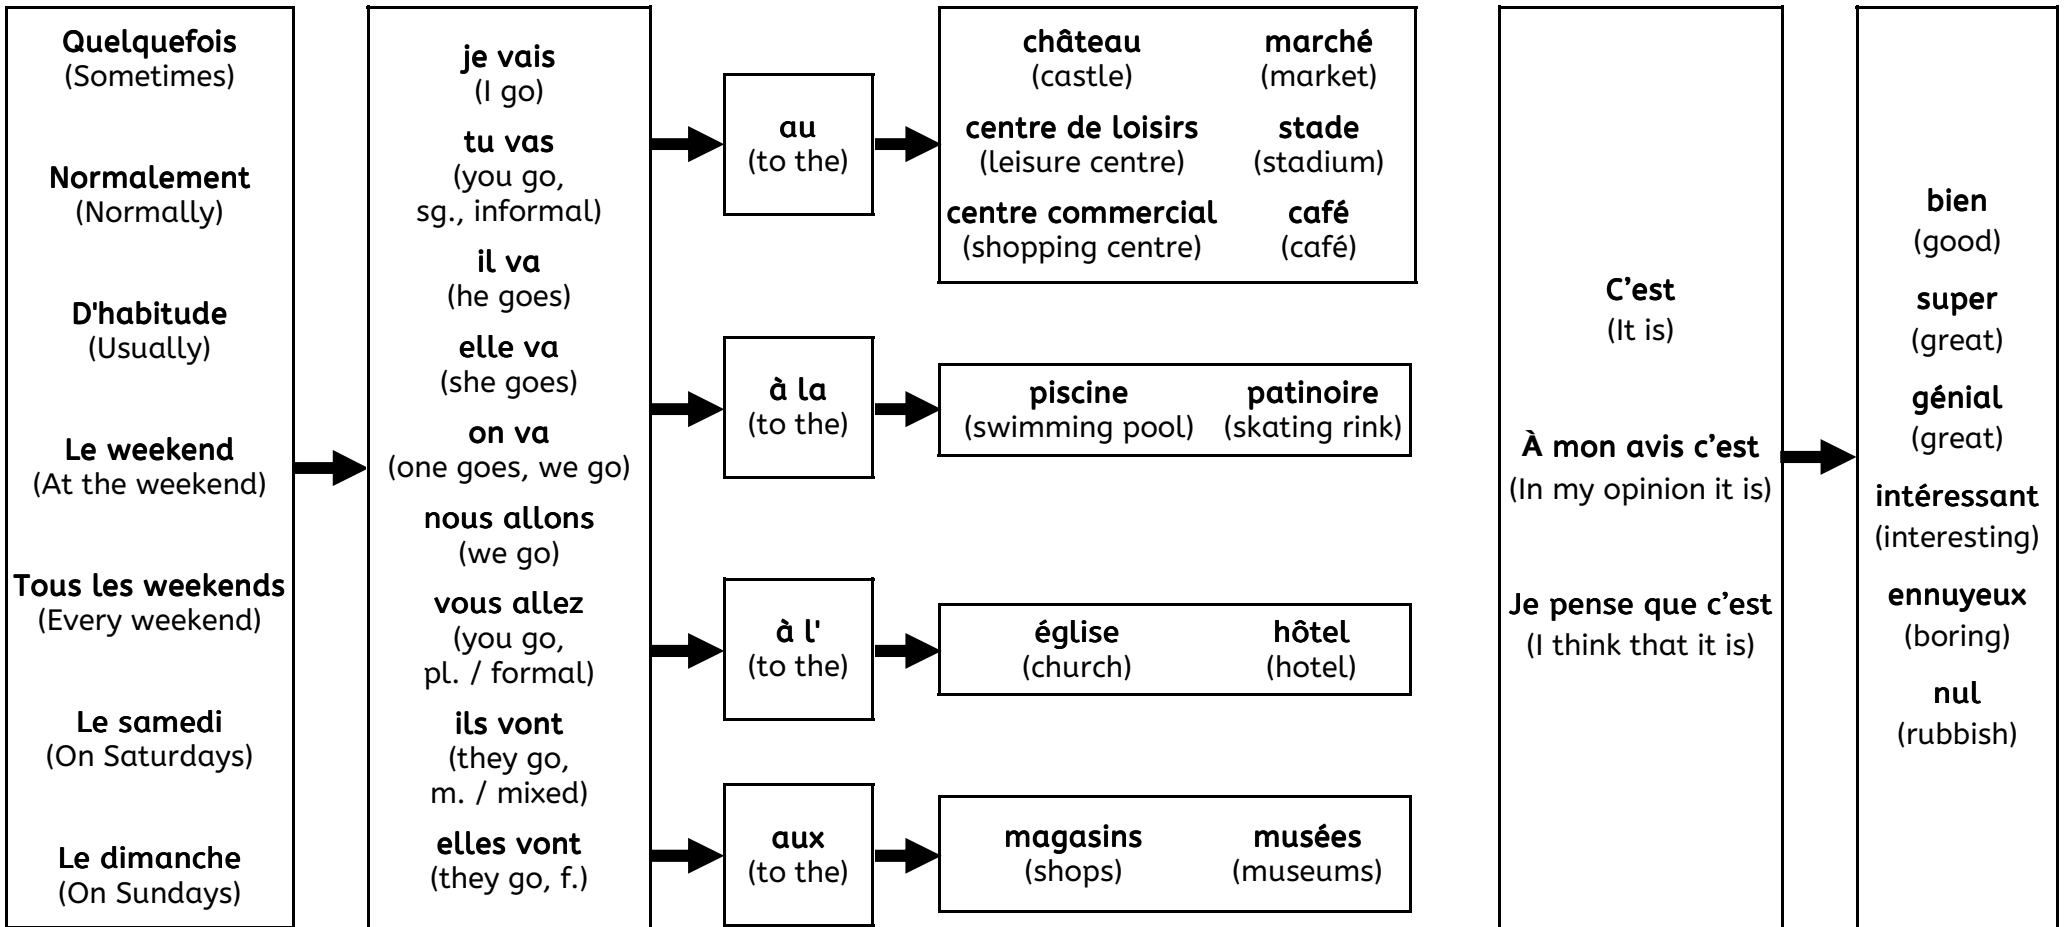 Quelquefois
(Sometimes)
Normalement
(Normally)
D'habitude
(Usually)
Le weekend
(At the weekend)
Tous les weekends
(Every weekend)
Le samedi
(On Saturdays)
Le dimanche
(On Sundays)
je vais
(I go)
tu vas
(you go,
sg., informal)
il va
(he goes)
elle va
(she goes)
on va
(one goes, we go)
nous allons
(we go)
vous allez
(you go,
pl. / formal)
ils vont
(they go,
m. / mixed)
elles vont
(they go, f.)
au
(to the)
château
(castle)
marché
(market)
centre de loisirs
(leisure centre)
stade
(stadium)
centre commercial
(shopping centre)
café
(café)
à la
(to the)
piscine
(swimming pool)
patinoire
(skating rink)
à l'
(to the)
église
(church)
hôtel
(hotel)
aux
(to the)
magasins
(shops)
musées
(museums)
C’est
(It is)
À mon avis c’est
(In my opinion it is)
Je pense que c’est
(I think that it is)
bien
(good)
super
(great)
génial
(great)
intéressant
(interesting)
ennuyeux
(boring)
nul
(rubbish)